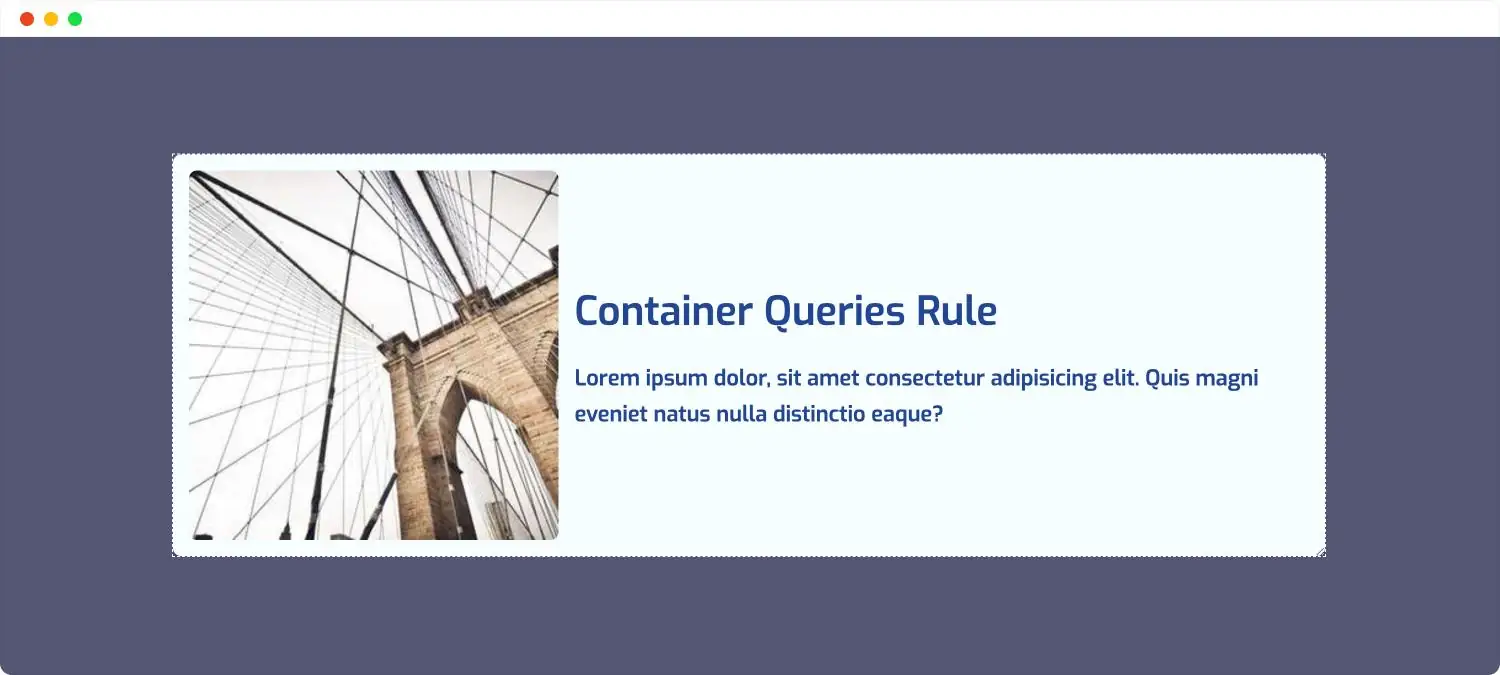 Container Queries Rule
Lorem ipsum dolor, sit amet consectetur adipisicing elit. Quis magni
eveniet natus nulla distinctio eaque?